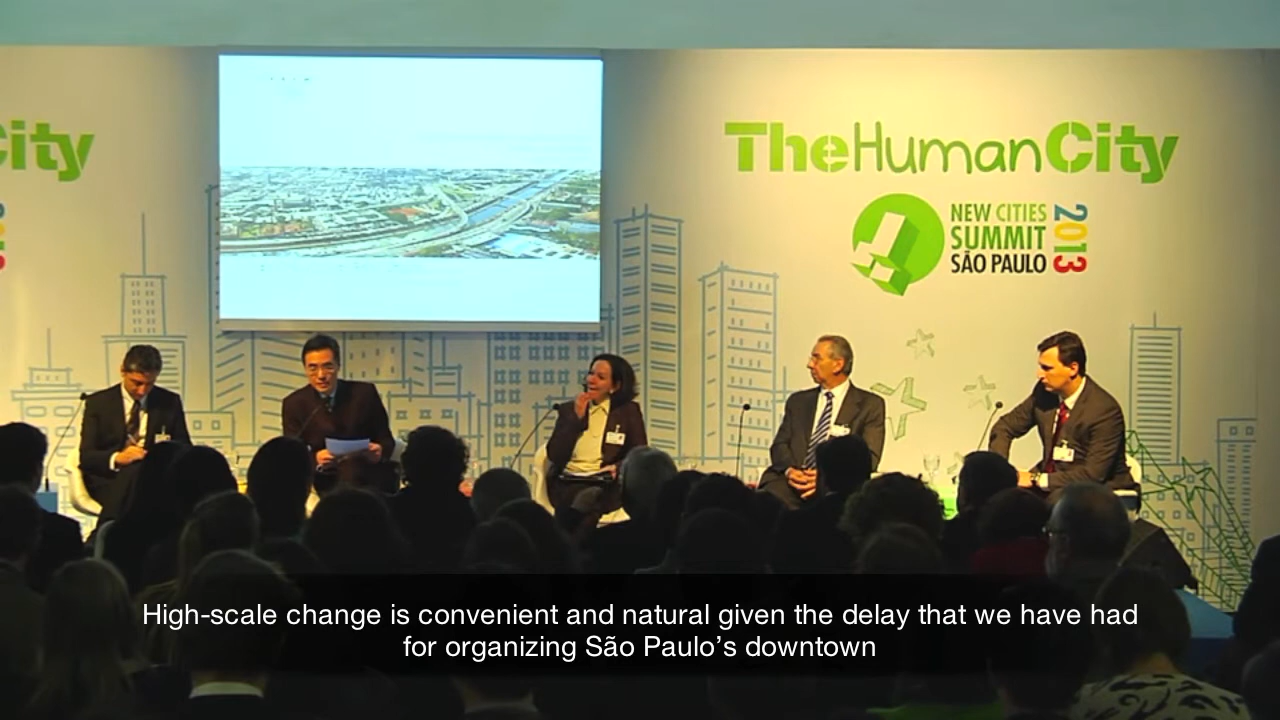 City
2013
TheHumanCity
NEW CITIES
SUMMIT
SÃO PAULO
2013
High-scale change is convenient and natural given the delay that we have had
for organizing São Paulo’s downtown